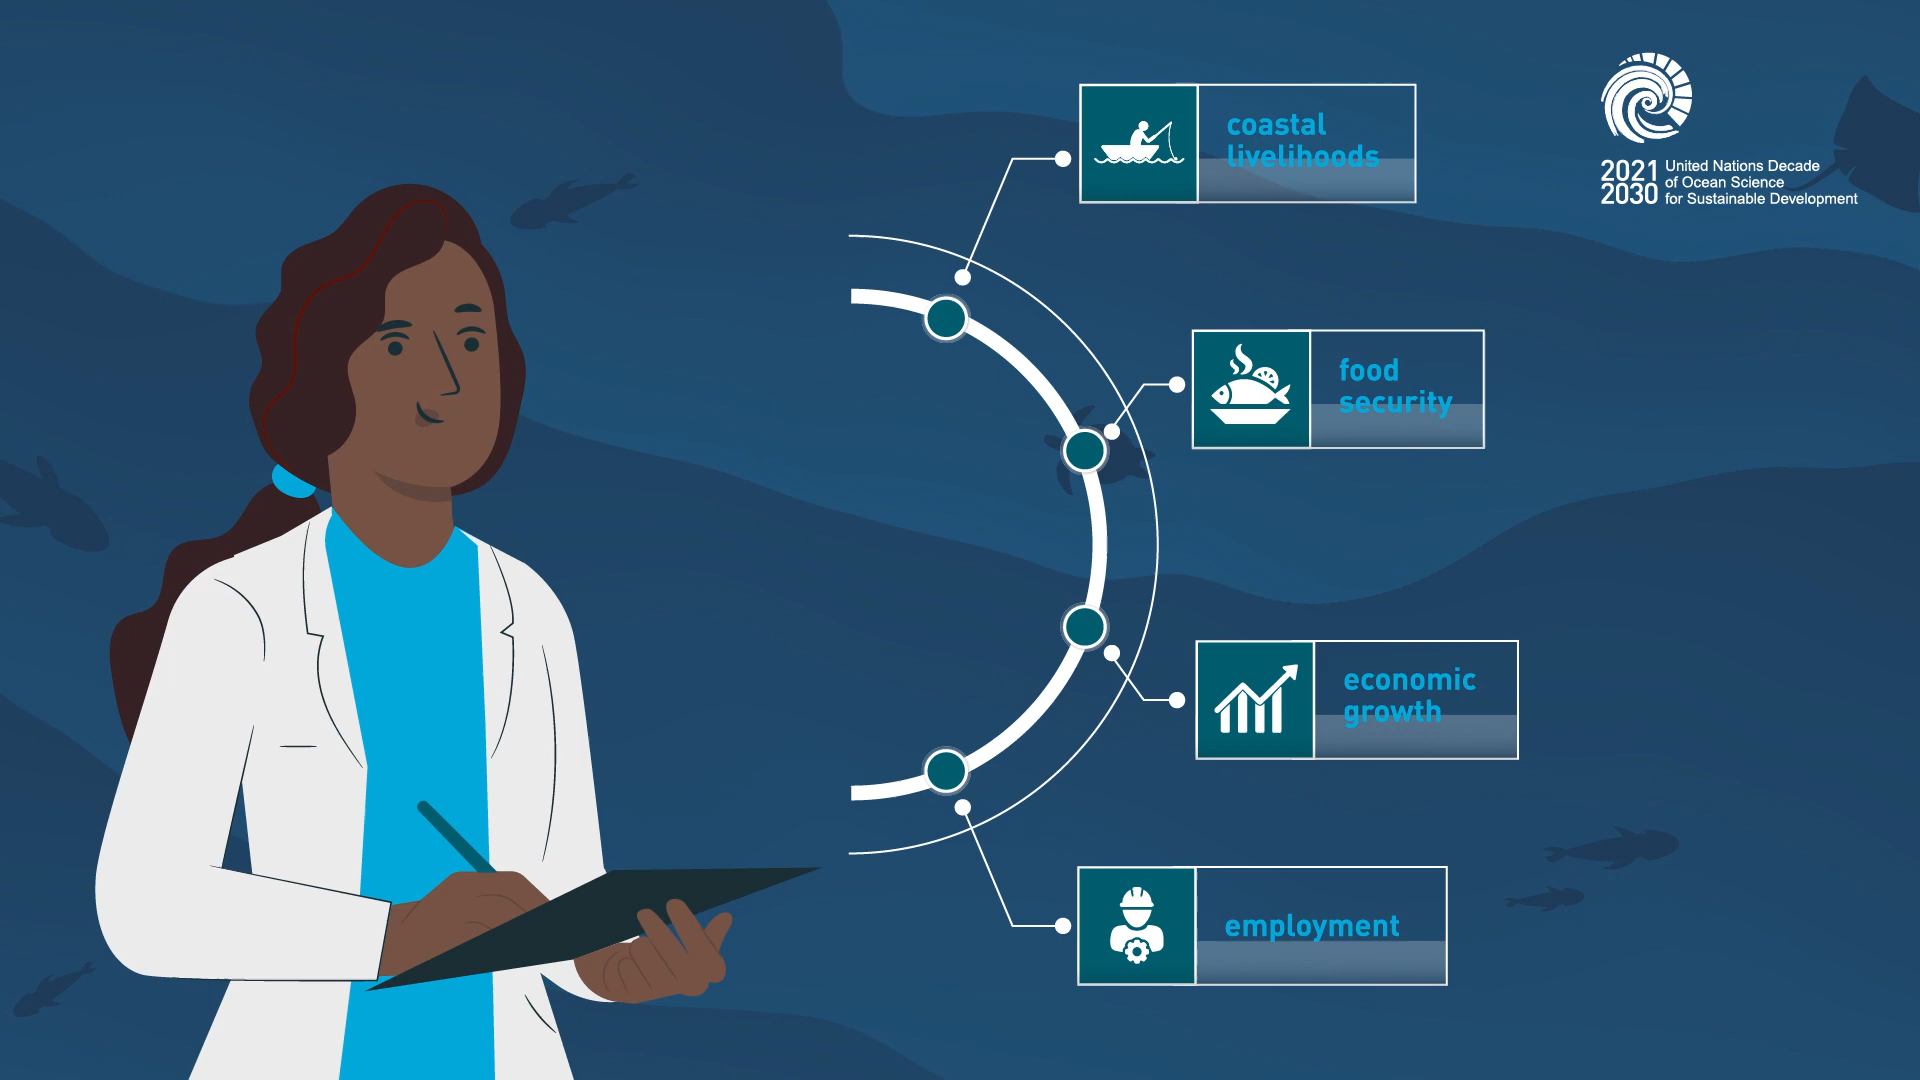 coastal
livelihoods
food
security
economic
growth
employment
2021
2030
United Nations Decade
of Ocean Science
for Sustainable Development